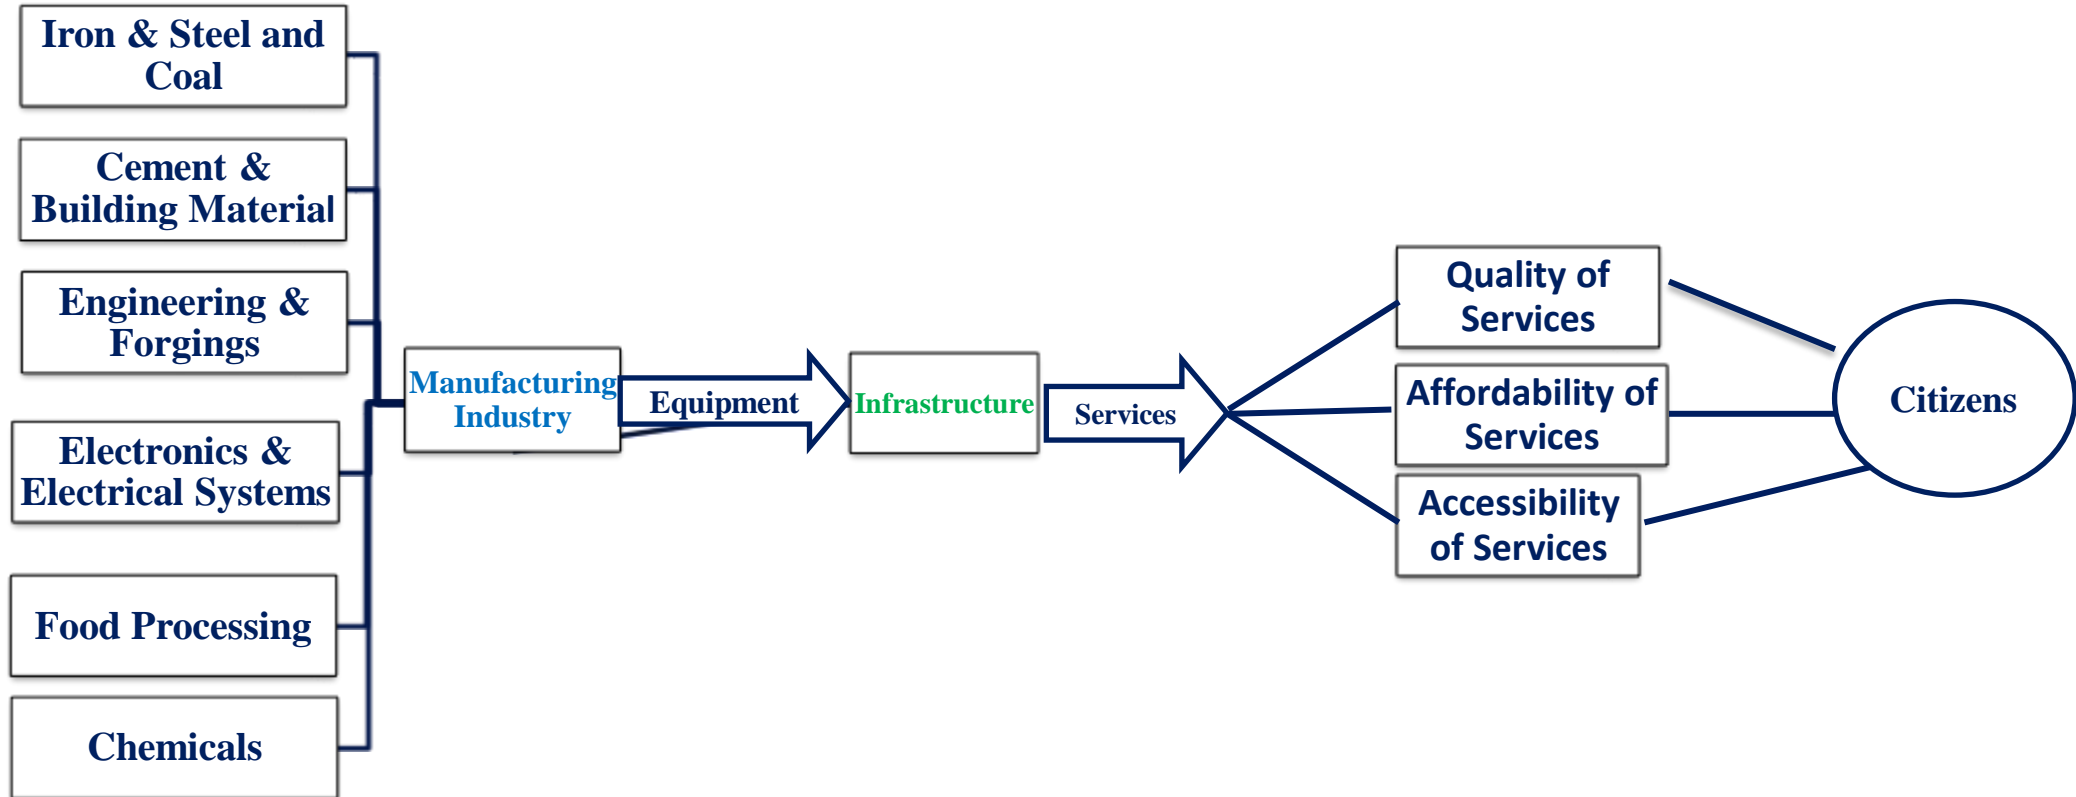 Iron & Steel and
Coal
Cement &
Building Material
Engineering &
Forgings
Electronics &
Electrical Systems
Food Processing
Chemicals
Manufacturing
Industry
Equipment
Infrastructure
Services
Quality of
Services
Affordability of
Services
Accessibility
of Services
Citizens